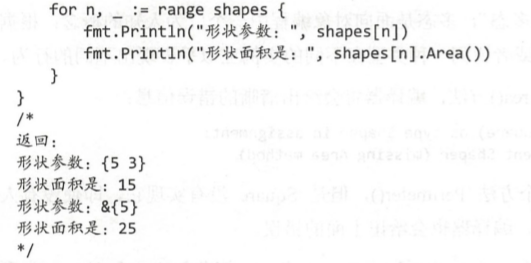 for n, _ := range shapes {
fmt.Println("形状参数: ", shapes[n])
fmt.Println("形状面积是: ", shapes[n].Area())
}
}
/*
返回:
形状参数: {5 3}
形状面积是: 15
形状参数: &{5}
形状面积是: 25
*/